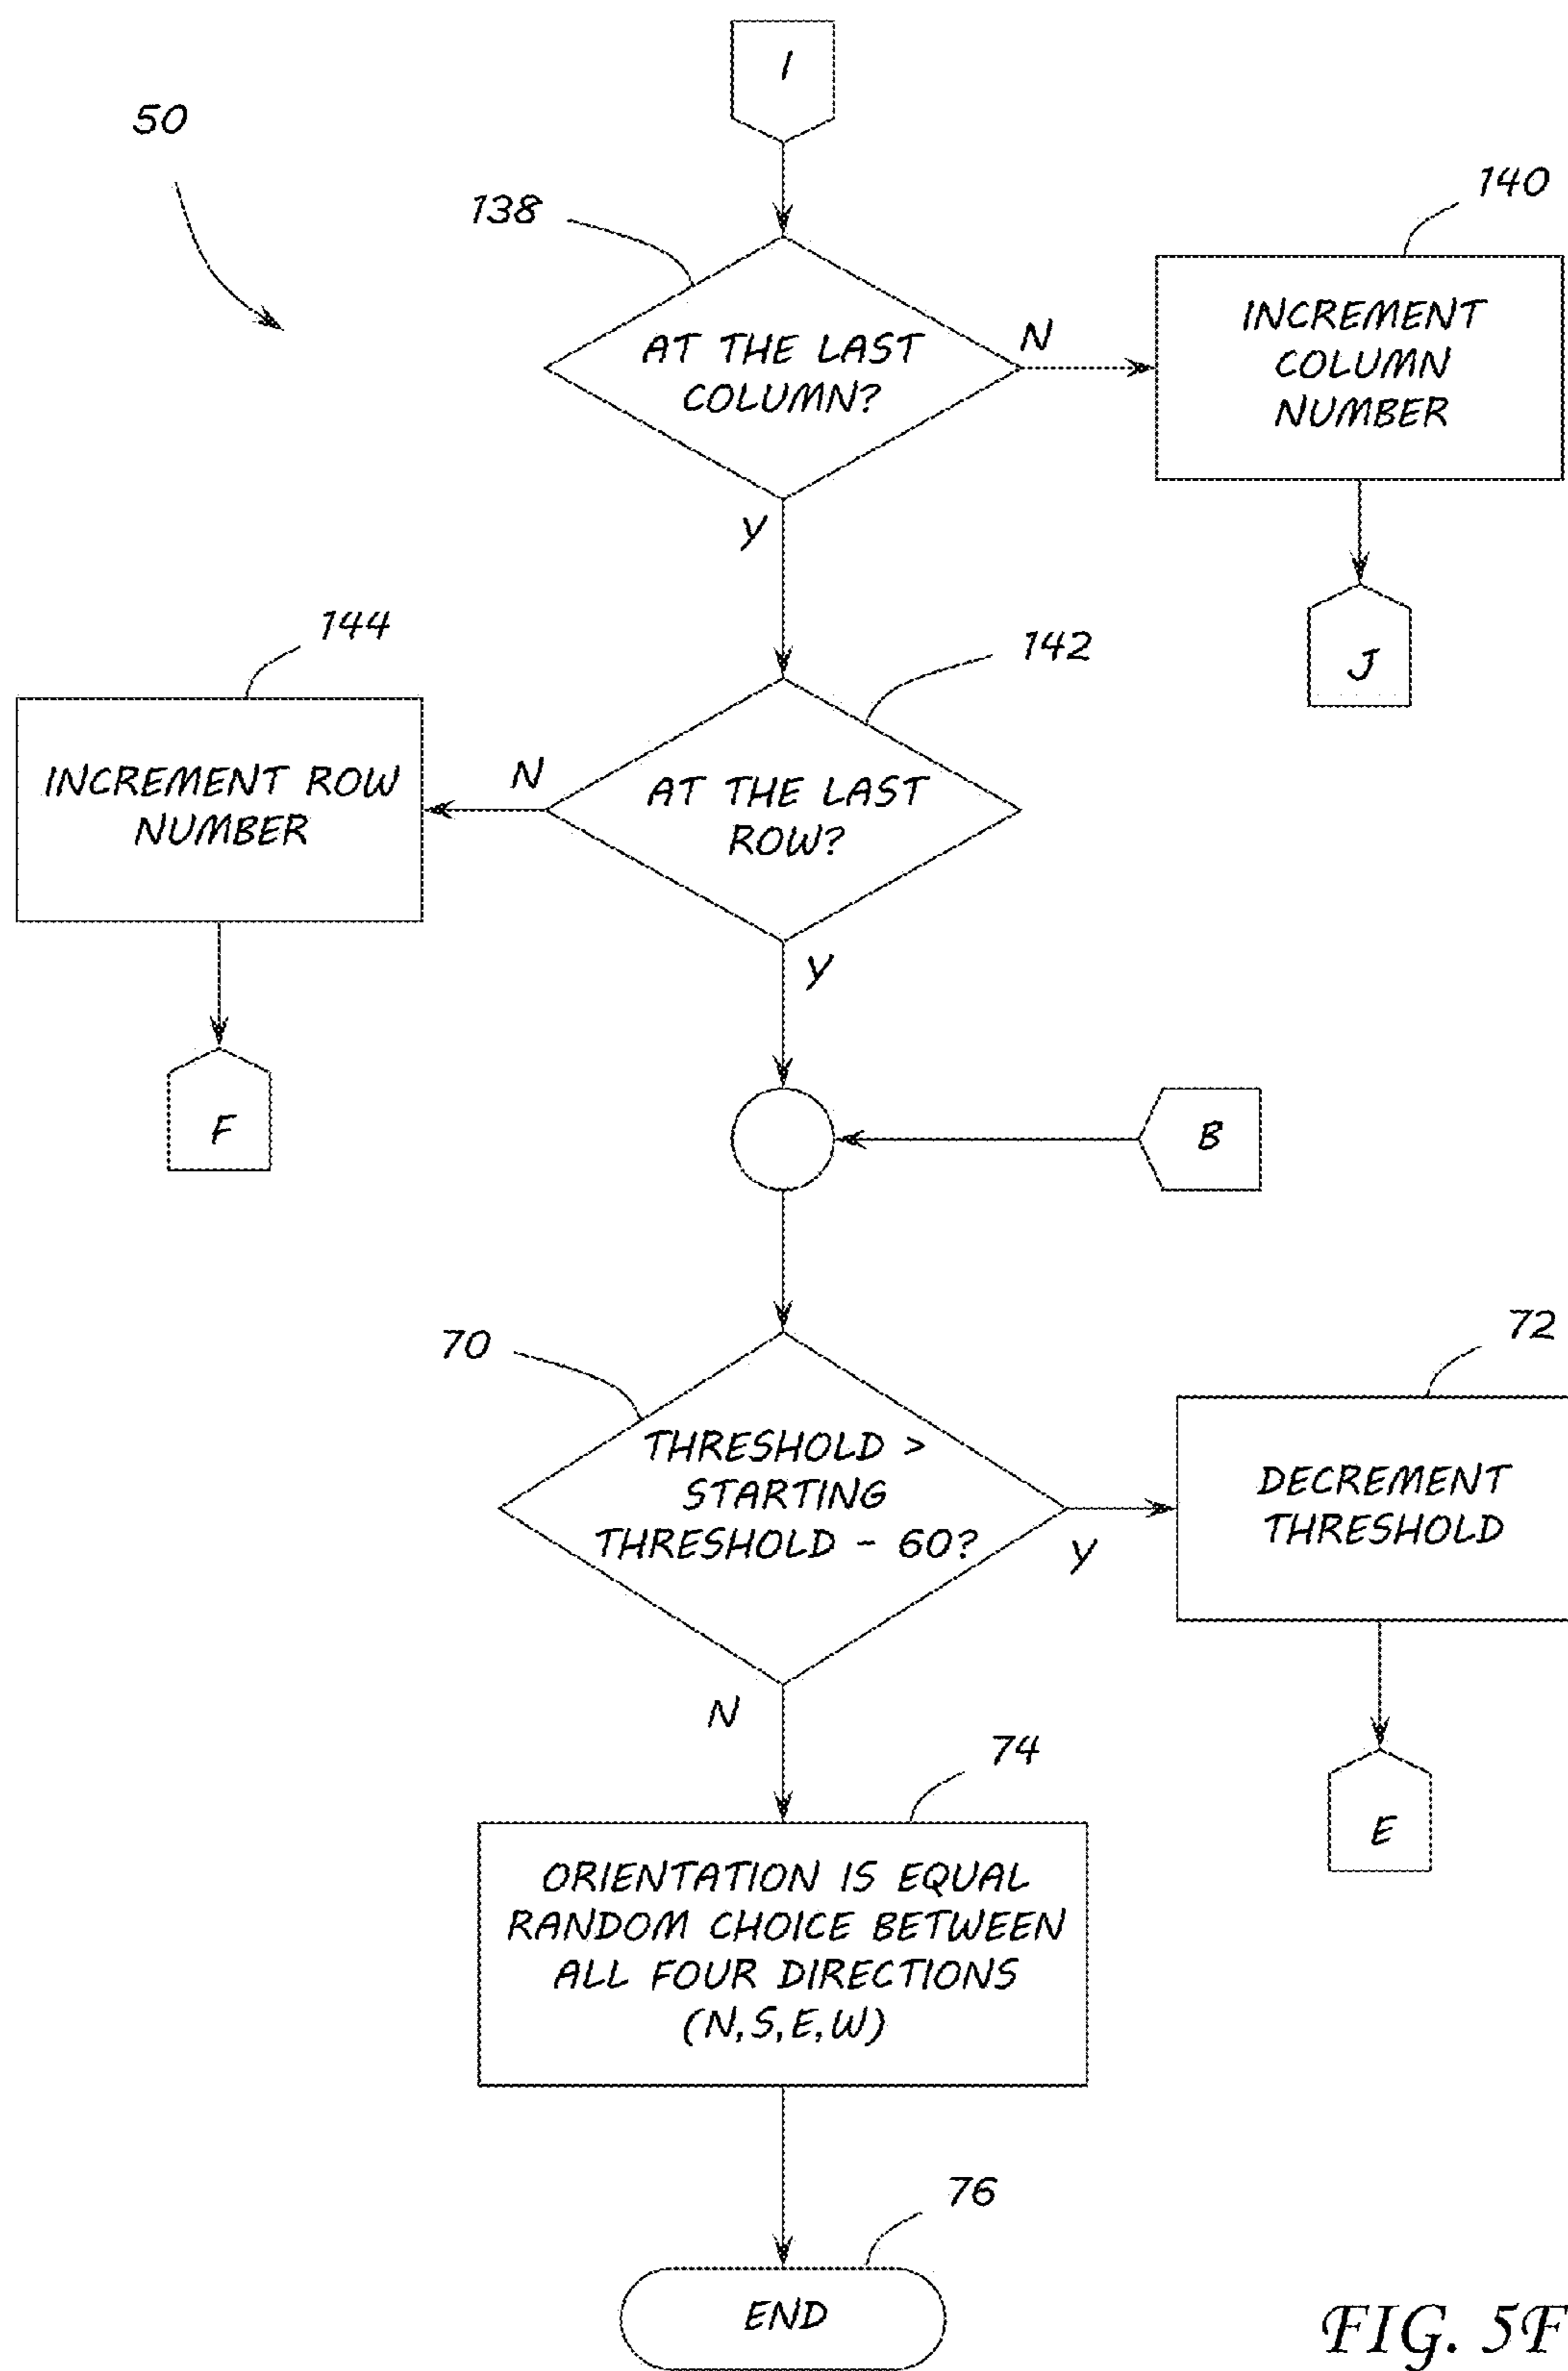 I
50
138
140
AT THE LAST
COLUMN?
N
INCREMENT
COLUMN
NUMBER
Y
J
144
142
INCREMENT ROW
NUMBER
N
AT THE LAST
ROW?
Y
F
B
70
72
THRESHOLD >
STARTING
THRESHOLD - 60?
Y
DECREMENT
THRESHOLD
N
74
E
ORIENTATION IS EQUAL
RANDOM CHOICE BETWEEN
ALL FOUR DIRECTIONS
(N,S,E,W)
76
END
FIG. 5F